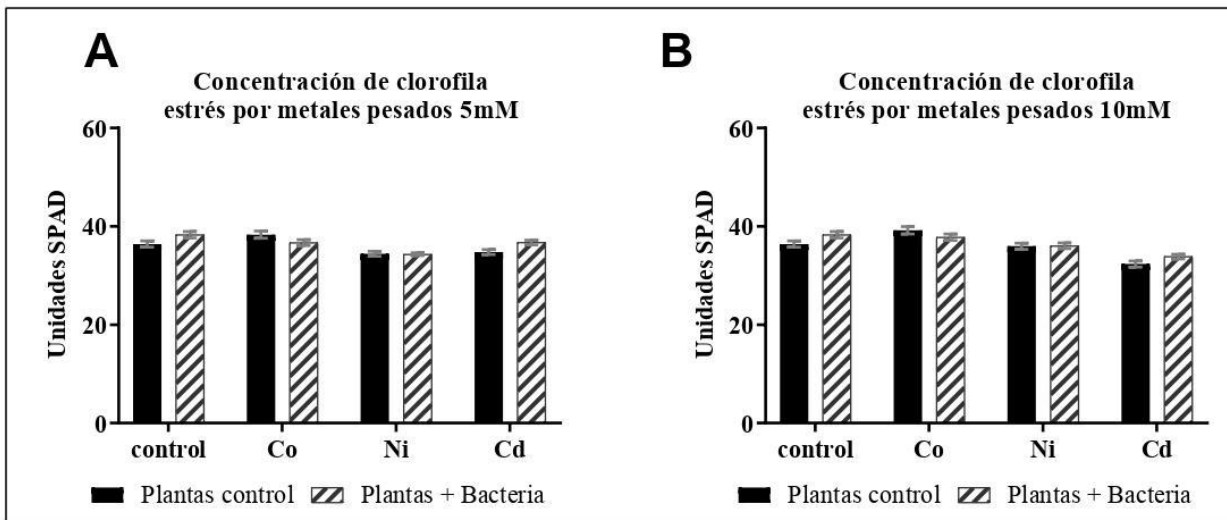 A
Concentración de clorofila
estrés por metales pesados 5mM
Unidades SPAD
60
40
20
0
control Co Ni Cd
Plantas control Plantas + Bacteria
B
Concentración de clorofila
estrés por metales pesados 10mM
Unidades SPAD
60
40
20
0
control Co Ni Cd
Plantas control Plantas + Bacteria